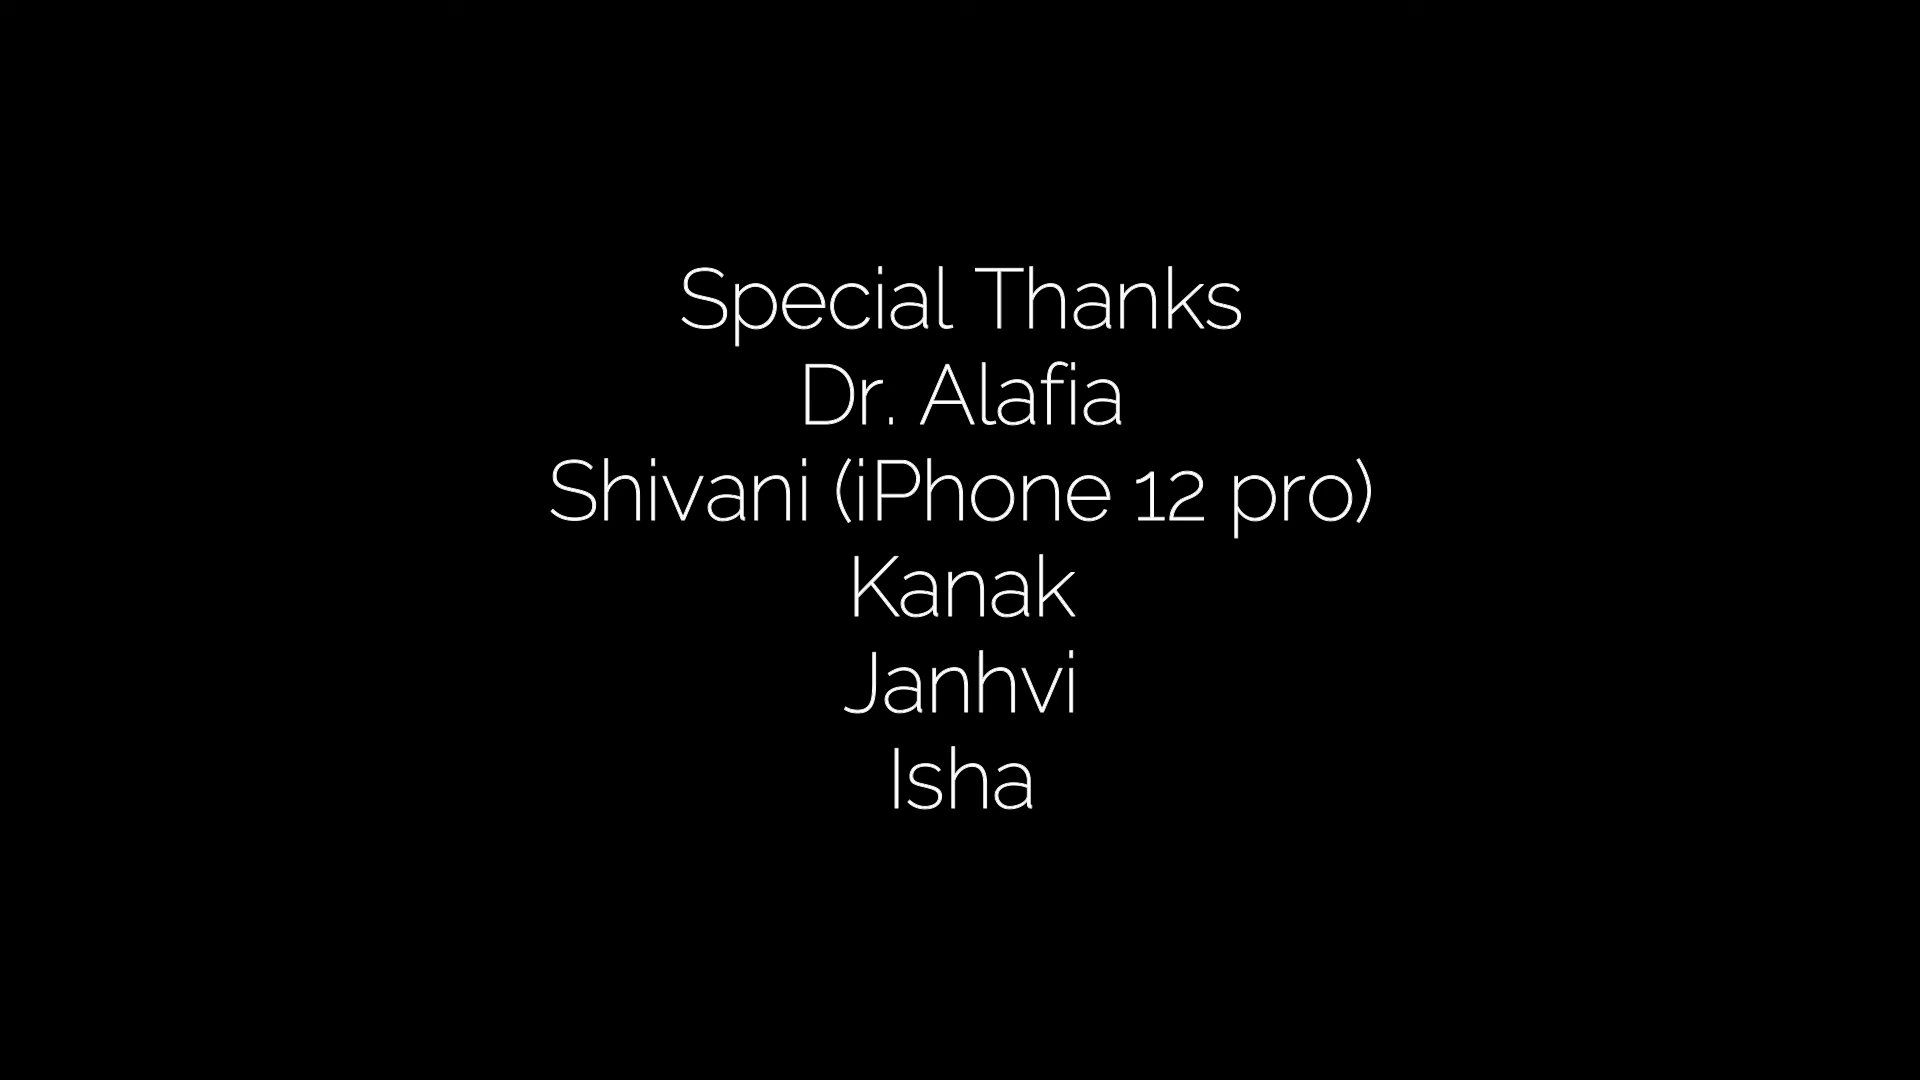 Special Thanks
Dr. Alafia
Shivani (iPhone 12 pro)
Kanak
Janhvi
Isha